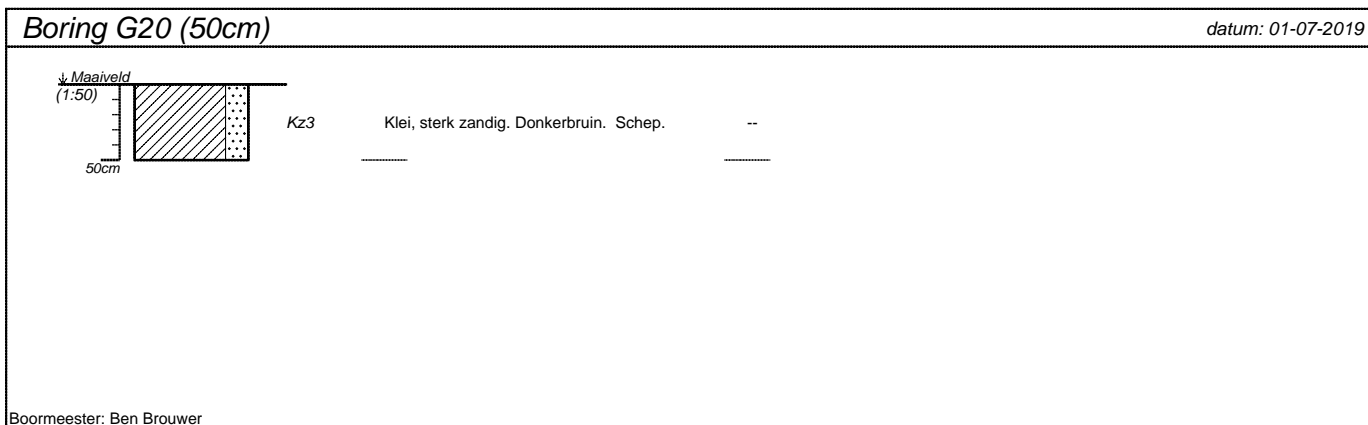 Boring G20 (50cm) datum: 01-07-2019
Maaiveld
(1:50)
Kz3 Klei, sterk zandig. Donkerbruin. Schep. --
50cm
Boormeester: Ben Brouwer